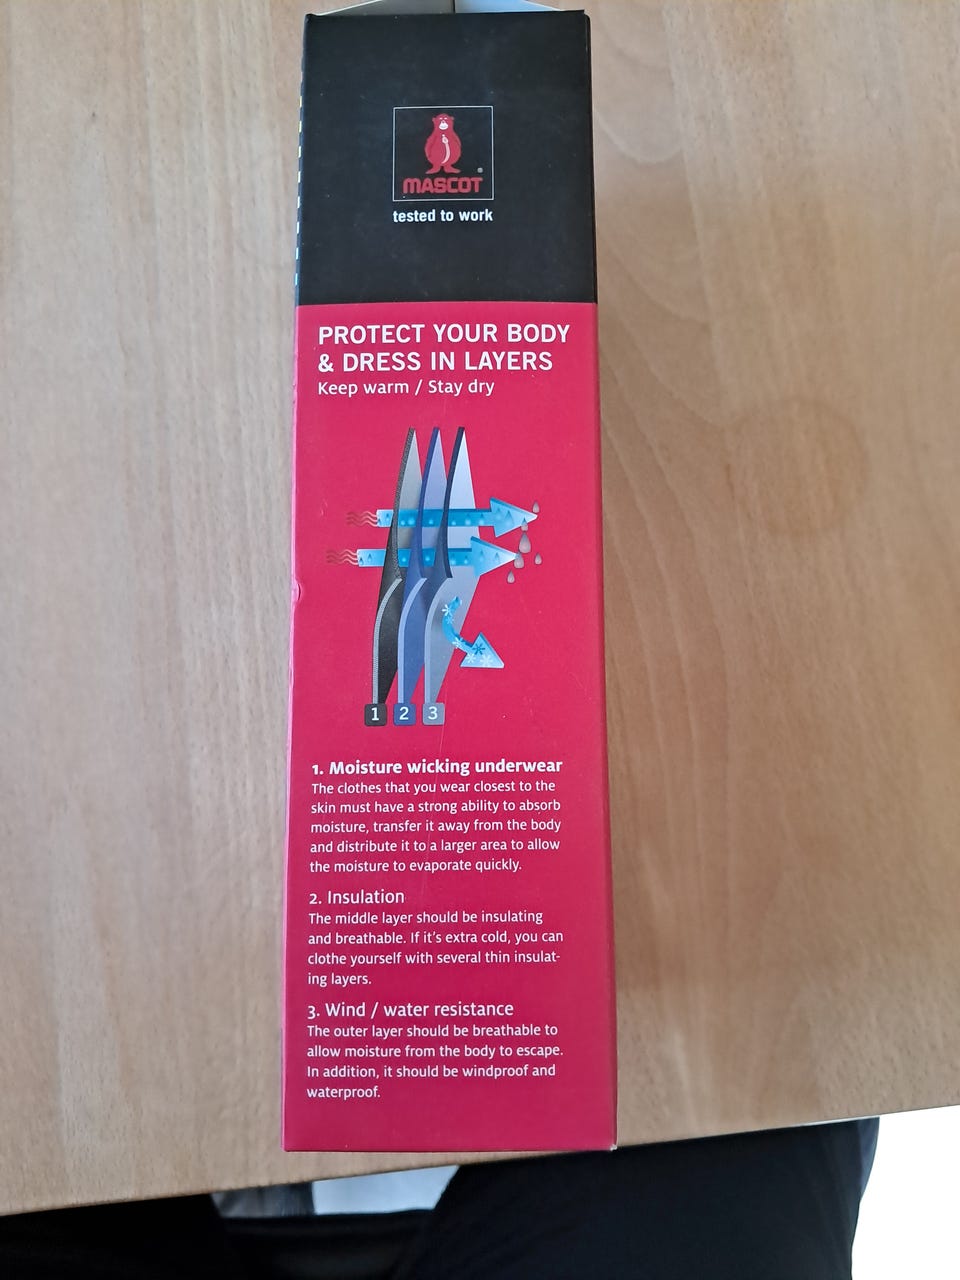 MASCOT
®
tested to work
PROTECT YOUR BODY
& DRESS IN LAYERS
Keep warm / Stay dry
1 2 3
1. Moisture wicking underwear
The clothes that you wear closest to the
skin must have a strong ability to absorb
moisture, transfer it away from the body
and distribute it to a larger area to allow
the moisture to evaporate quickly.
2. Insulation
The middle layer should be insulating
and breathable. If it's extra cold, you can
clothe yourself with several thin insulat-
ing layers.
3. Wind / water resistance
The outer layer should be breathable to
allow moisture from the body to escape.
In addition, it should be windproof and
waterproof.